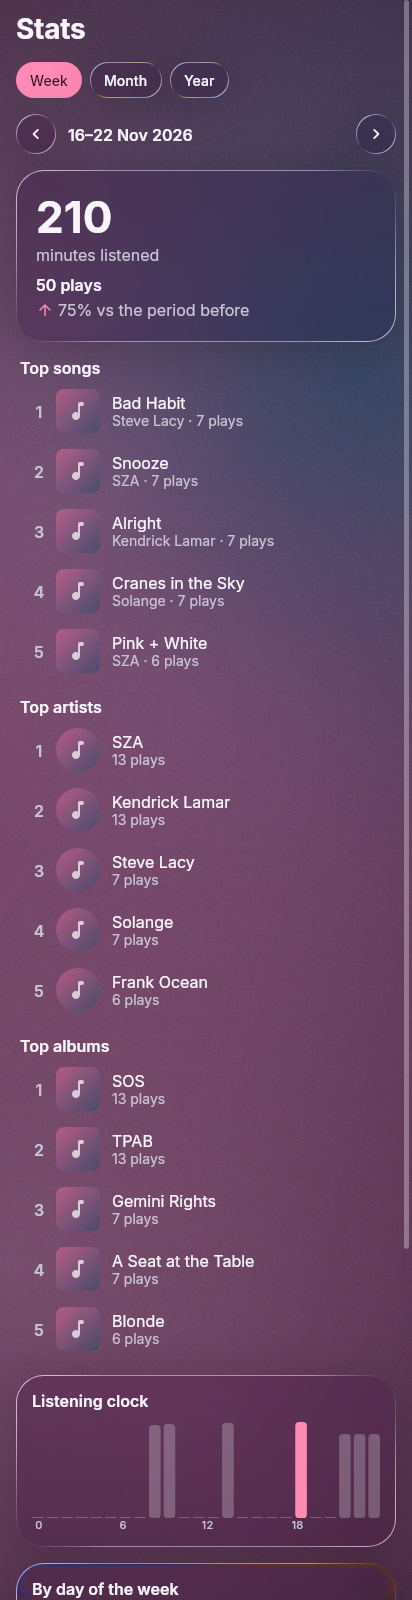 Stats
Week Month Year
16–22 Nov 2026
210
minutes listened
50 plays
↑ 75% vs the period before
Top songs
1 Bad Habit
Steve Lacy · 7 plays
2 Snooze
SZA · 7 plays
3 Alright
Kendrick Lamar · 7 plays
4 Cranes in the Sky
Solange · 7 plays
5 Pink + White
SZA · 6 plays
Top artists
1 SZA
13 plays
2 Kendrick Lamar
13 plays
3 Steve Lacy
7 plays
4 Solange
7 plays
5 Frank Ocean
6 plays
Top albums
1 SOS
13 plays
2 TPAB
13 plays
3 Gemini Rights
7 plays
4 A Seat at the Table
7 plays
5 Blonde
6 plays
Listening clock
0 6 12 18
By day of the week